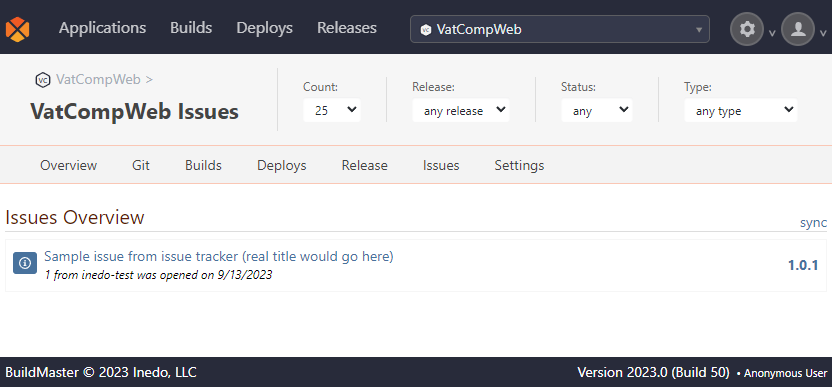 Applications Builds Deploys Releases VC VatCompWeb
VC VatCompWeb >
VatCompWeb Issues
Count: Release: Status: Type:
25 any release any any type
Overview Git Builds Deploys Release Issues Settings
Issues Overview
sync
Sample issue from issue tracker (real title would go here)
1 from inedo-test was opened on 9/13/2023
1.0.1
BuildMaster © 2023 Inedo, LLC Version 2023.0 (Build 50) • Anonymous User